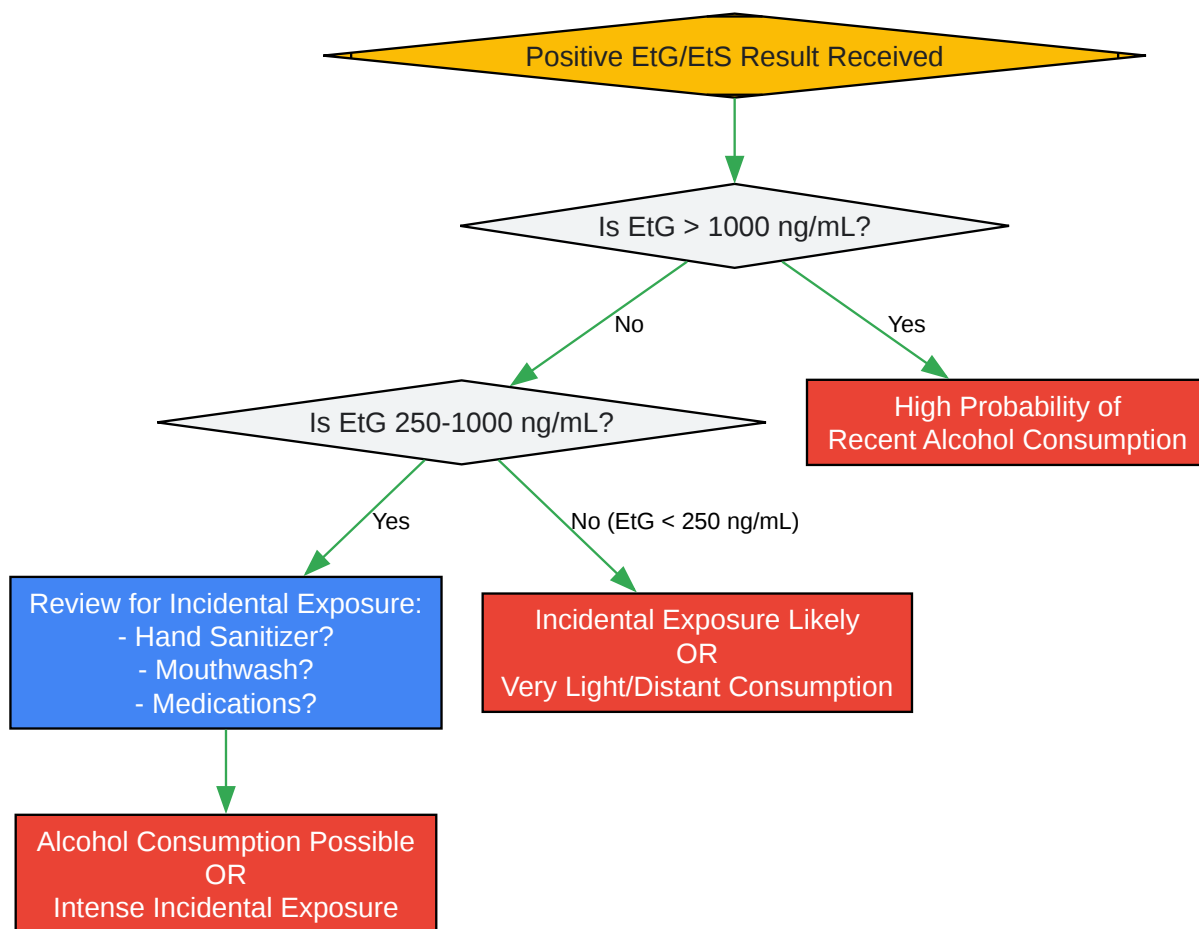 Positive EtG/EtS Result Received
Is EtG > 1000 ng/mL?
No
Yes
Is EtG 250-1000 ng/mL?
High Probability of
Recent Alcohol Consumption
Yes
No (EtG < 250 ng/mL)
Review for Incidental Exposure:
- Hand Sanitizer?
- Mouthwash?
- Medications?
Incidental Exposure Likely
OR
Very Light/Distant Consumption
Alcohol Consumption Possible
OR
Intense Incidental Exposure